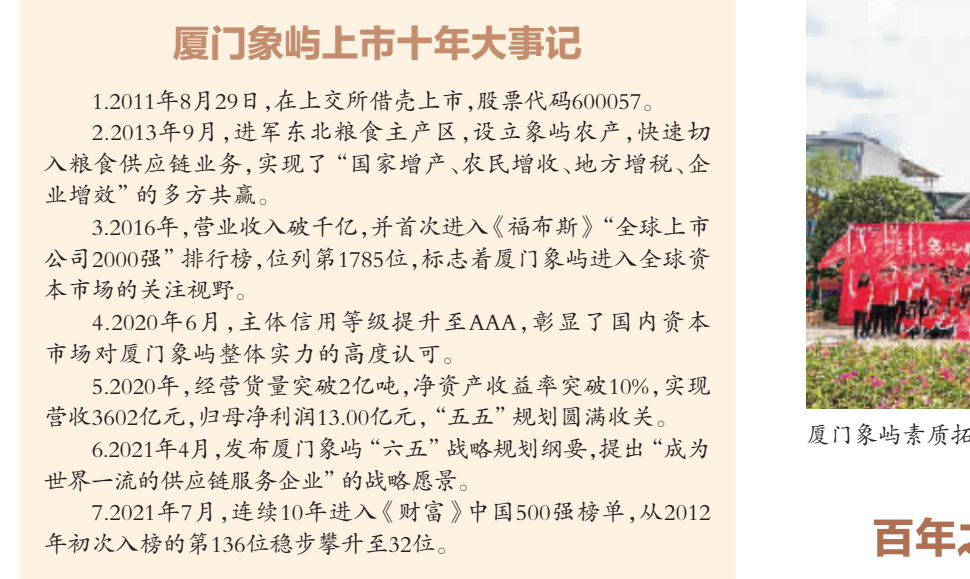 厦门象屿上市十年大事记
1.2011年8月29日,在上交所借壳上市,股票代码600057。
2.2013年9月,进军东北粮食主产区,设立象屿农产,快速切
入粮食供应链业务,实现了“国家增产、农民增收、地方增税、企
业增效”的多方共赢。
3.2016年,营业收入破千亿,并首次进入《福布斯》“全球上市
公司2000强”排行榜,位列第1785位,标志着厦门象屿进入全球资
本市场的关注视野。
4.2020年6月,主体信用等级提升至AAA,彰显了国内资本
市场对厦门象屿整体实力的高度认可。
5.2020年,经营货量突破2亿吨,净资产收益率突破10%,实现
营收3602亿元,归母净利润13.00亿元,“五五”规划圆满收关。
6.2021年4月,发布厦门象屿“六五”战略规划纲要,提出“成为
世界一流的供应链服务企业”的战略愿景。
7.2021年7月,连续10年进入《财富》中国500强榜单,从2012
年初次入榜的第136位稳步攀升至32位。
厦门象屿素质拓
百年